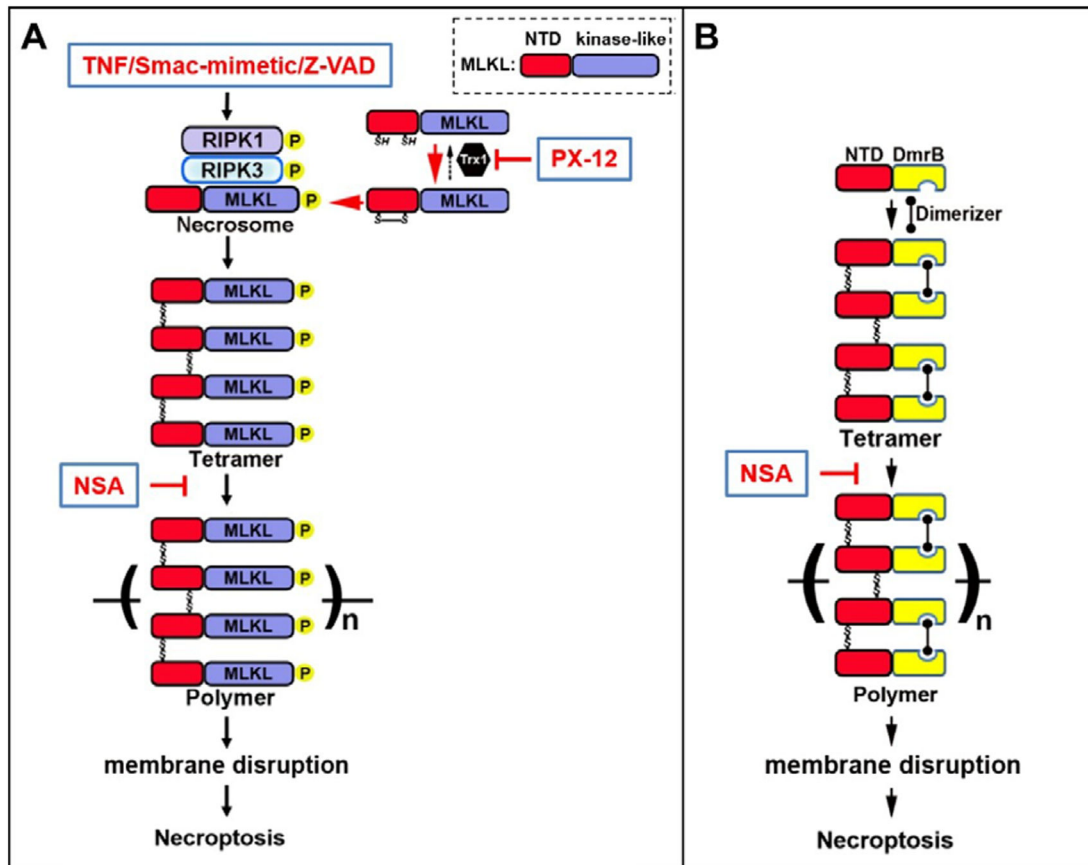 A
TNF/Smac-mimetic/Z-VAD
NTD kinase-like
MLKL:
RIPK1 P
RIPK3 P
MLKL P
Necrosome
MLKL
SH SH
Trx1
PX-12
MLKL
S S
MLKL P
S
S
MLKL P
S
S
MLKL P
S
S
MLKL P
Tetramer
NSA
MLKL P
S
S
MLKL P
S
S
MLKL P
S
S
MLKL P
( ) n
Polymer
membrane disruption
Necroptosis
B
NTD DmrB
Dimerizer
S
S
S
S
S
S
Tetramer
NSA
S
S
S
S
S
S
( ) n
Polymer
membrane disruption
Necroptosis